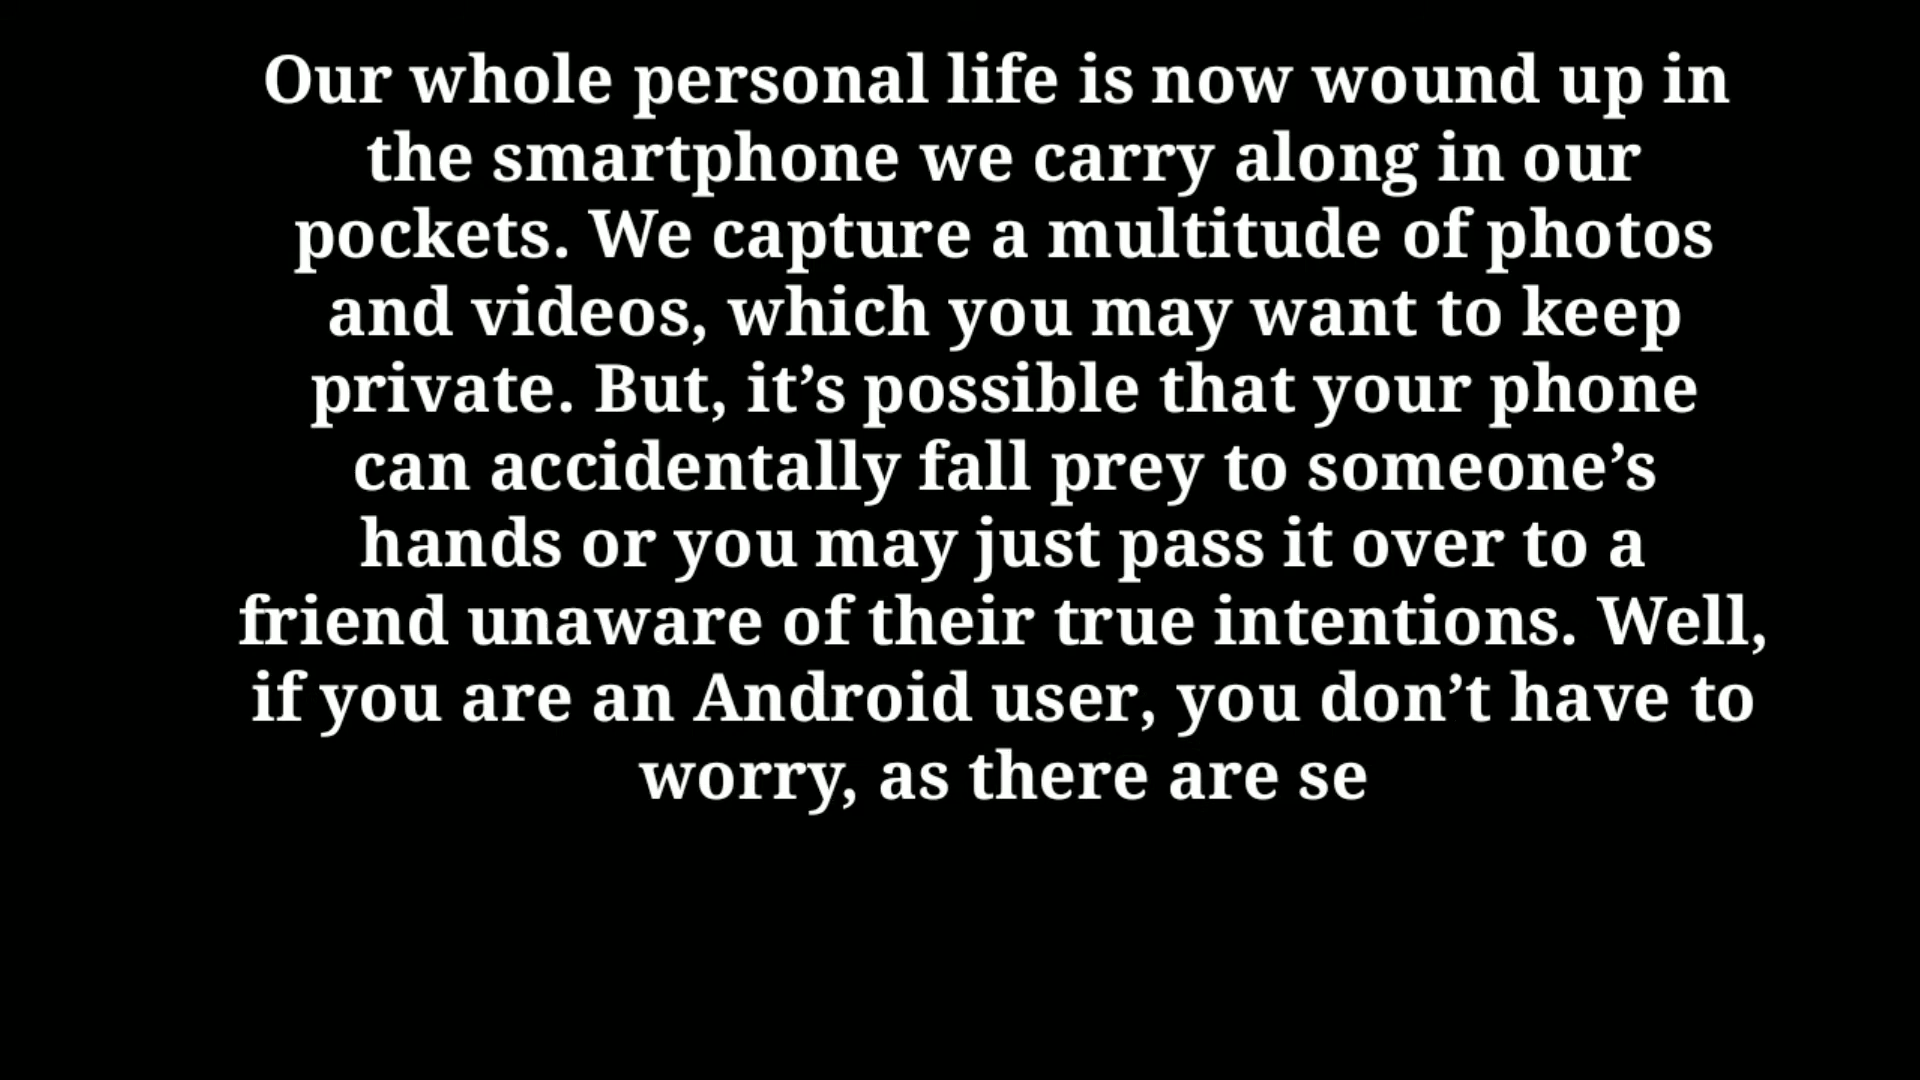 Our whole personal life is now wound up in
the smartphone we carry along in our
pockets. We capture a multitude of photos
and videos, which you may want to keep
private. But, it’s possible that your phone
can accidentally fall prey to someone’s
hands or you may just pass it over to a
friend unaware of their true intentions. Well,
if you are an Android user, you don’t have to
worry, as there are se